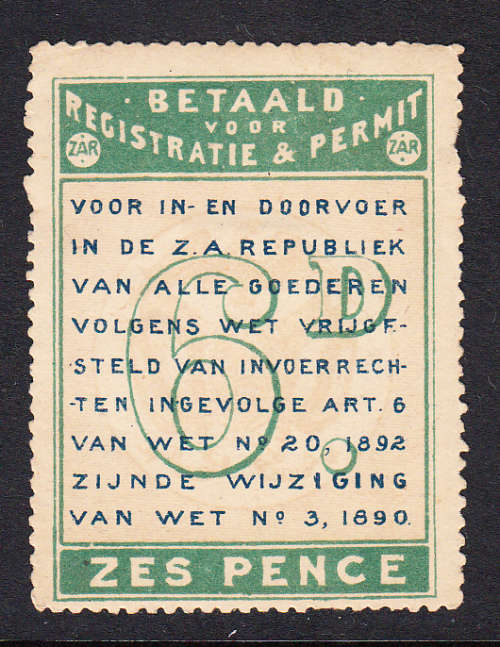 · BETAALD ·
VOOR
REGISTRATIE & PERMIT
ZAR ZAR
VOOR IN- EN DOORVOER
IN DE Z.A. REPUBLIEK
VAN ALLE GOEDEREN
VOLGENS WET VRIJGE-
STELD VAN INVOERRECH-
-TEN INGEVOLGE ART. 6
VAN WET No 20, 1892
ZIJNDE WIJZIGING
VAN WET No 3, 1890.
6D.
ZES PENCE